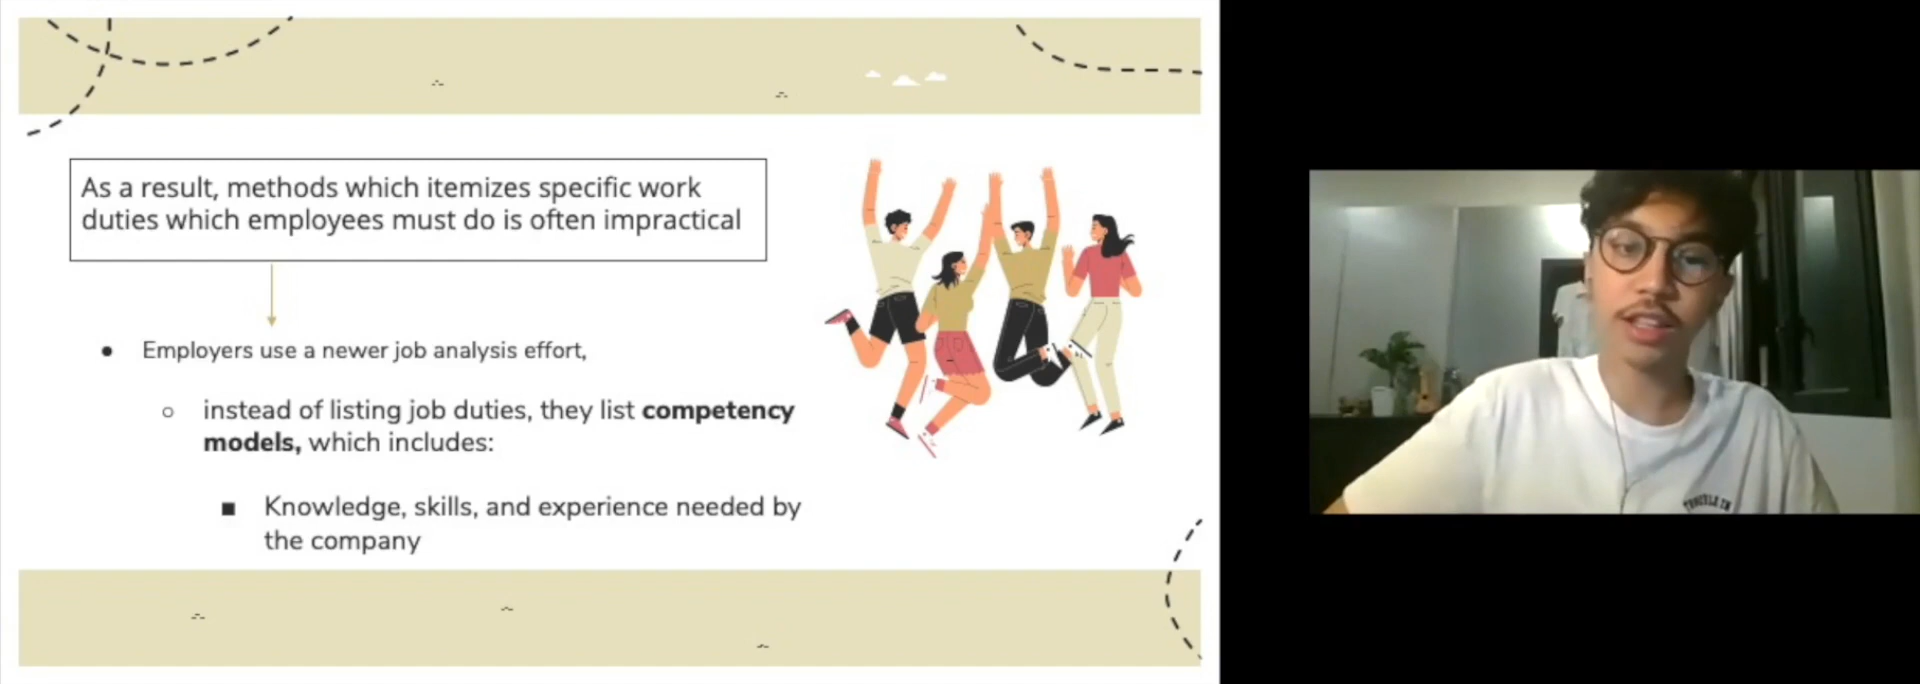 As a result, methods which itemizes specific work
duties which employees must do is often impractical
● Employers use a newer job analysis effort,
○ instead of listing job duties, they list competency
models, which includes:
■ Knowledge, skills, and experience needed by
the company